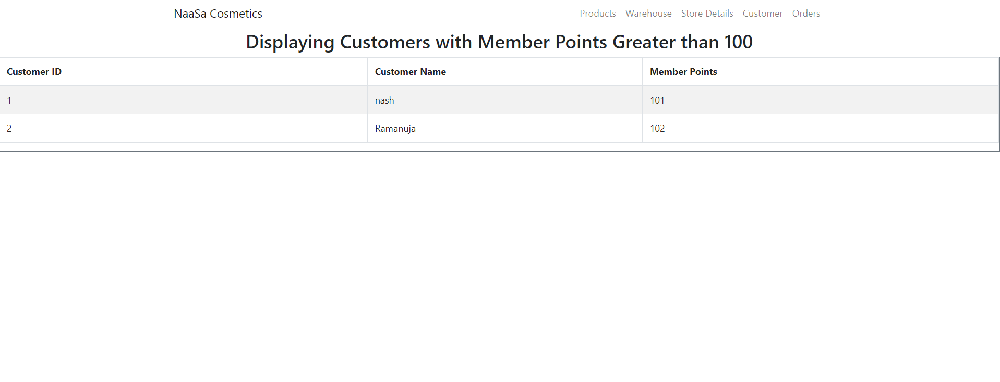 NaaSa Cosmetics Products Warehouse Store Details Customer Orders
Displaying Customers with Member Points Greater than 100
Customer ID Customer Name Member Points
1 nash 101
2 Ramanuja 102